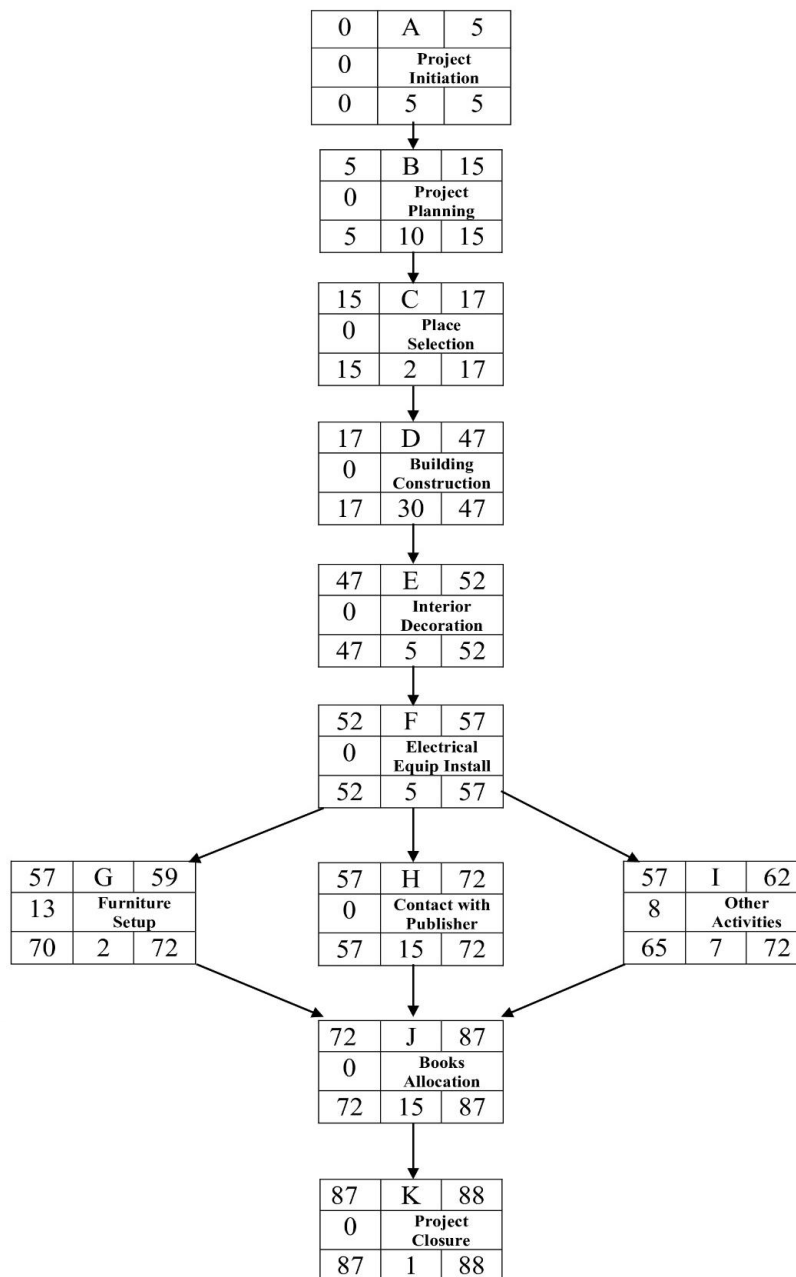 0 A 5
0 Project
Initiation
0 5 5
5 B 15
0 Project
Planning
5 10 15
15 C 17
0 Place
Selection
15 2 17
17 D 47
0 Building
Construction
17 30 47
47 E 52
0 Interior
Decoration
47 5 52
52 F 57
0 Electrical
Equip Install
52 5 57
57 G 59
13 Furniture
Setup
70 2 72
57 H 72
0 Contact with
Publisher
57 15 72
57 I 62
8 Other
Activities
65 7 72
72 J 87
0 Books
Allocation
72 15 87
87 K 88
0 Project
Closure
87 1 88